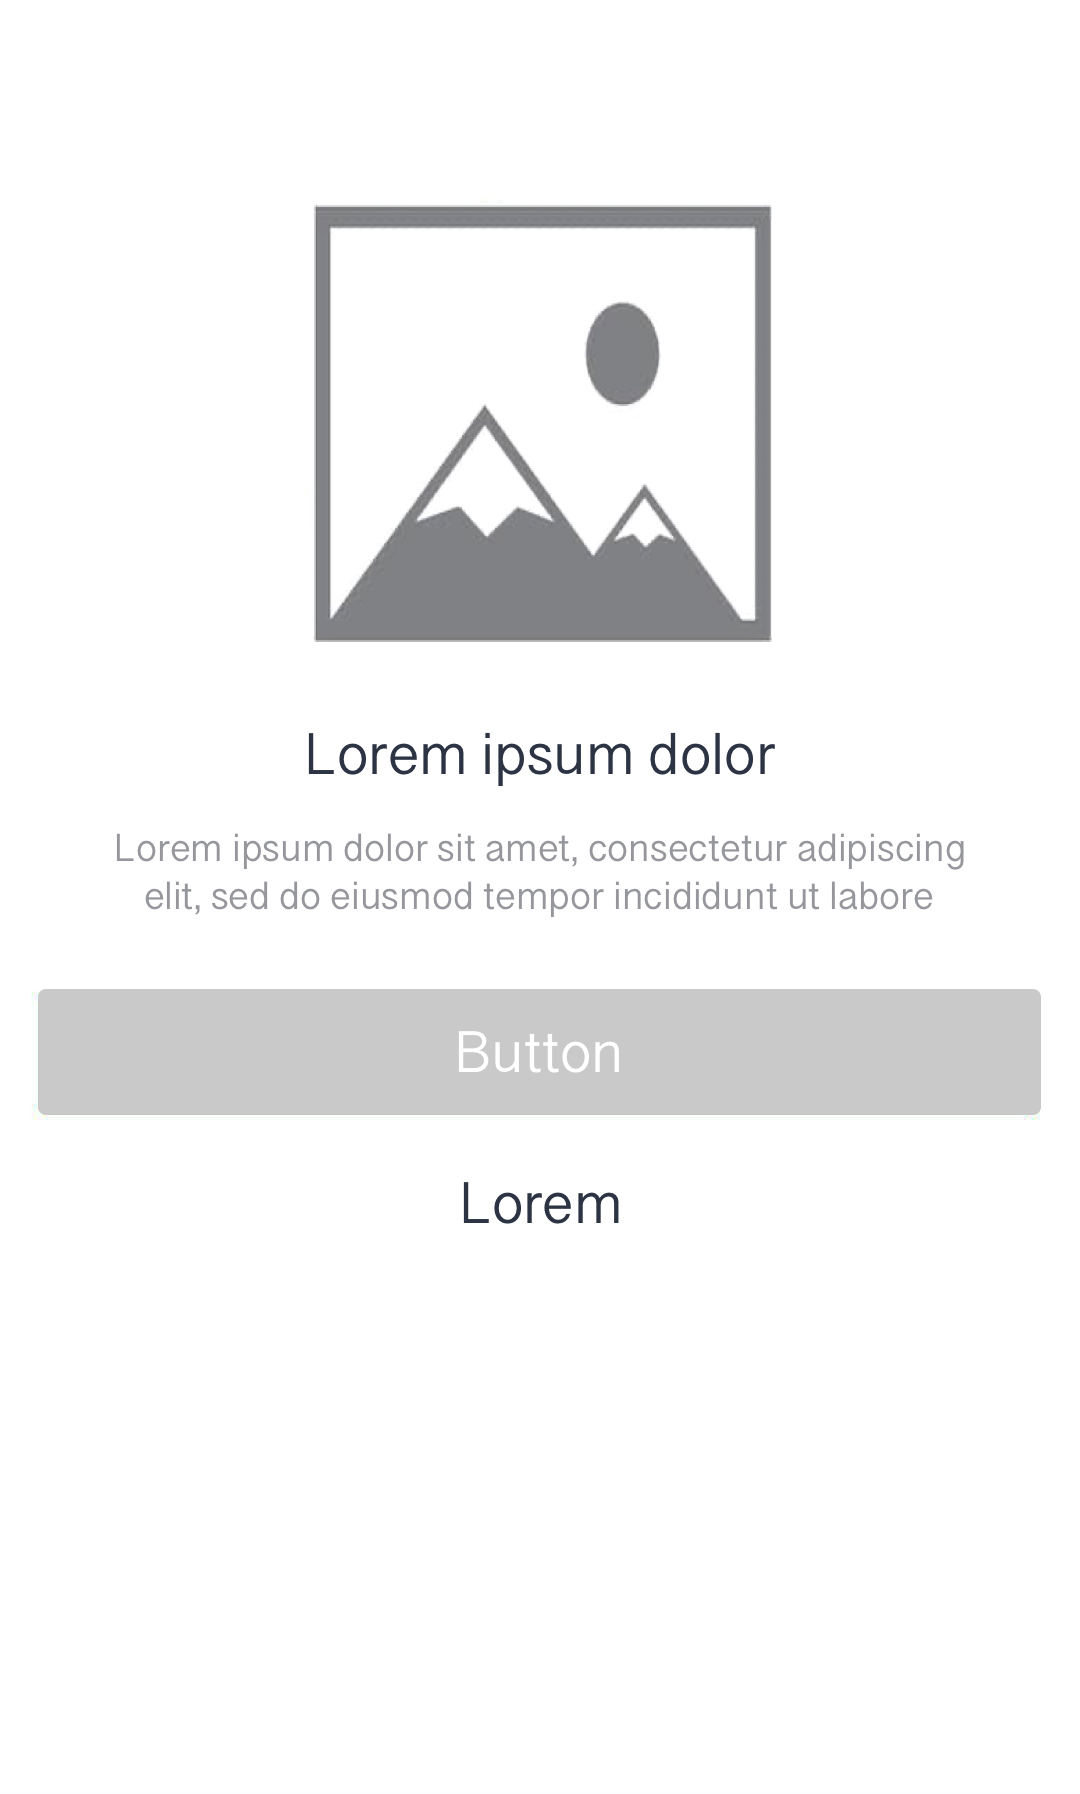 Lorem ipsum dolor
Lorem ipsum dolor sit amet, consectetur adipiscing
elit, sed do eiusmod tempor incididunt ut labore
Button
Lorem